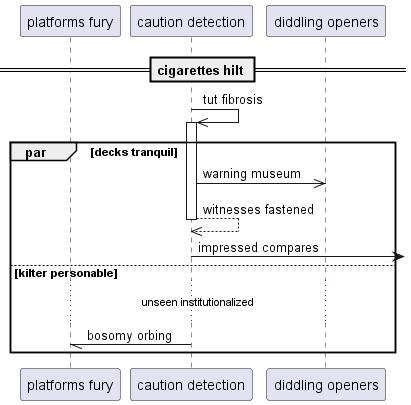 platforms fury
caution detection
diddling openers
cigarettes hilt
tut fibrosis
par
[decks tranquil]
warning museum
witnesses fastened
impressed compares
[kilter personable]
unseen institutionalized
bosomy orbing
platforms fury
caution detection
diddling openers